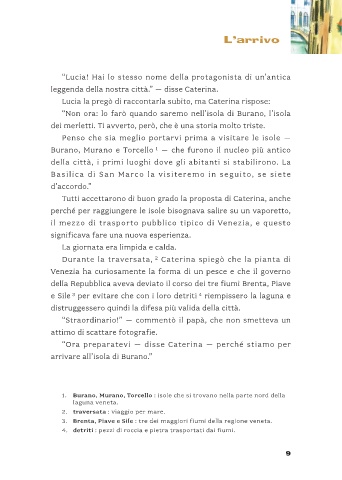 L'arrivo
"Lucia! Hai lo stesso nome della protagonista di un'antica
leggenda della nostra città." — disse Caterina.
Lucia la pregò di raccontarla subito, ma Caterina rispose:
"Non ora: lo farò quando saremo nell'isola di Burano, l'isola
dei merletti. Ti avverto, però, che è una storia molto triste.
Penso che sia meglio portarvi prima a visitare le isole —
Burano, Murano e Torcello 1 — che furono il nucleo più antico
della città, i primi luoghi dove gli abitanti si stabilirono. La
Basilica di San Marco la visiteremo in seguito, se siete
d'accordo."
Tutti accettarono di buon grado la proposta di Caterina, anche
perché per raggiungere le isole bisognava salire su un vaporetto,
il mezzo di trasporto pubblico tipico di Venezia, e questo
significava fare una nuova esperienza.
La giornata era limpida e calda.
Durante la traversata, 2 Caterina spiegò che la pianta di
Venezia ha curiosamente la forma di un pesce e che il governo
della Repubblica aveva deviato il corso dei tre fiumi Brenta, Piave
e Sile 3 per evitare che con i loro detriti 4 riempissero la laguna e
distruggessero quindi la difesa più valida della città.
"Straordinario!" — commentò il papà, che non smetteva un
attimo di scattare fotografie.
"Ora preparatevi — disse Caterina — perché stiamo per
arrivare all'isola di Burano."
1. Burano, Murano, Torcello : isole che si trovano nella parte nord della
laguna veneta.
2. traversata : viaggio per mare.
3. Brenta, Piave e Sile : tre dei maggiori fiumi della regione veneta.
4. detriti : pezzi di roccia e pietra trasportati dai fiumi.
9